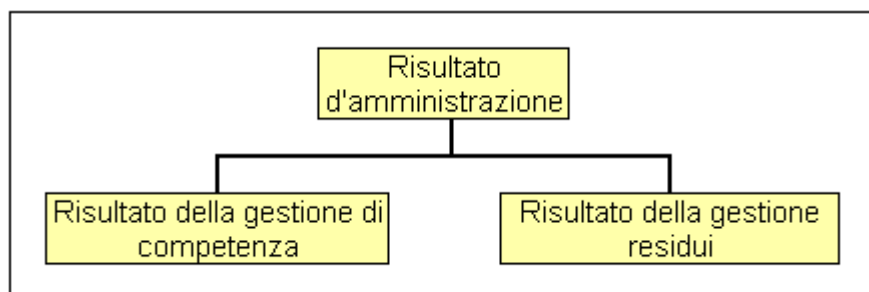 Risultato
d'amministrazione
Risultato della gestione di
competenza
Risultato della gestione
residui